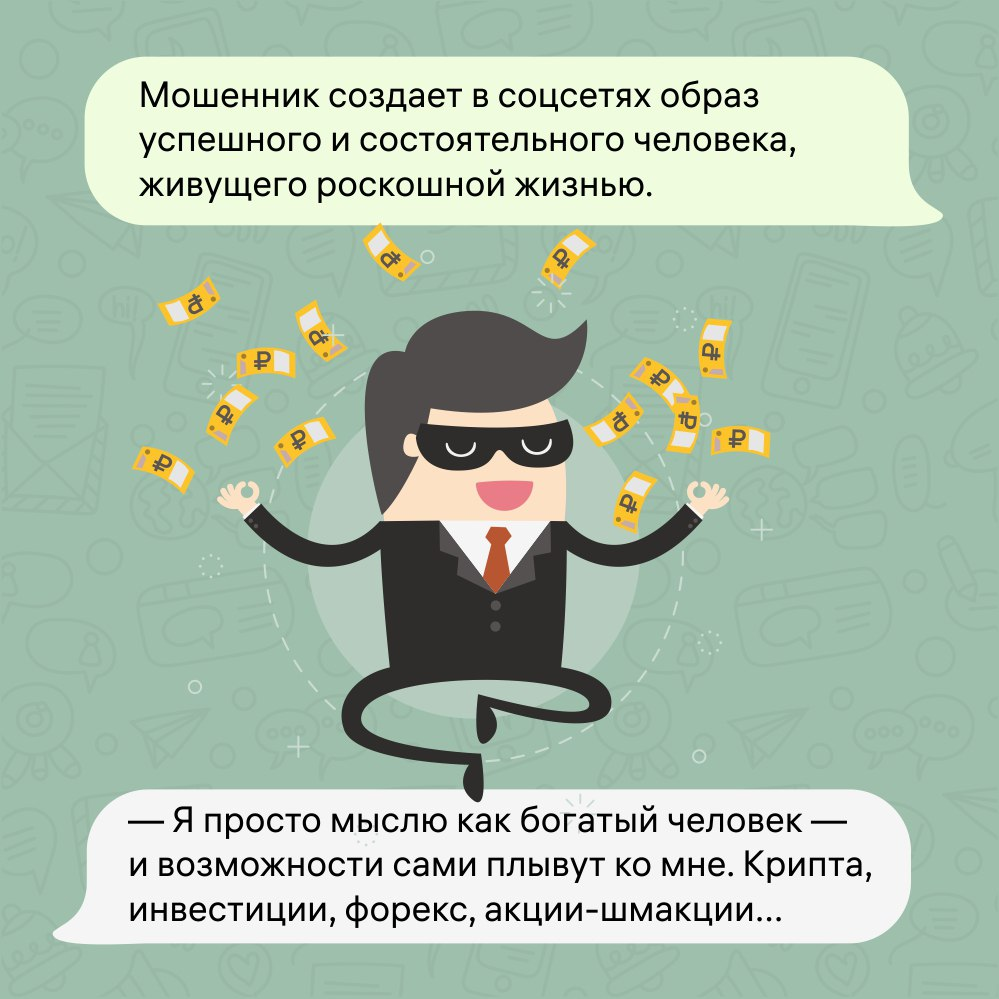 Мошенник создает в соцсетях образ
успешного и состоятельного человека,
живущего роскошной жизнью.
— Я просто мыслю как богатый человек —
и возможности сами плывут ко мне. Крипта,
инвестиции, форекс, акции-шмакции...